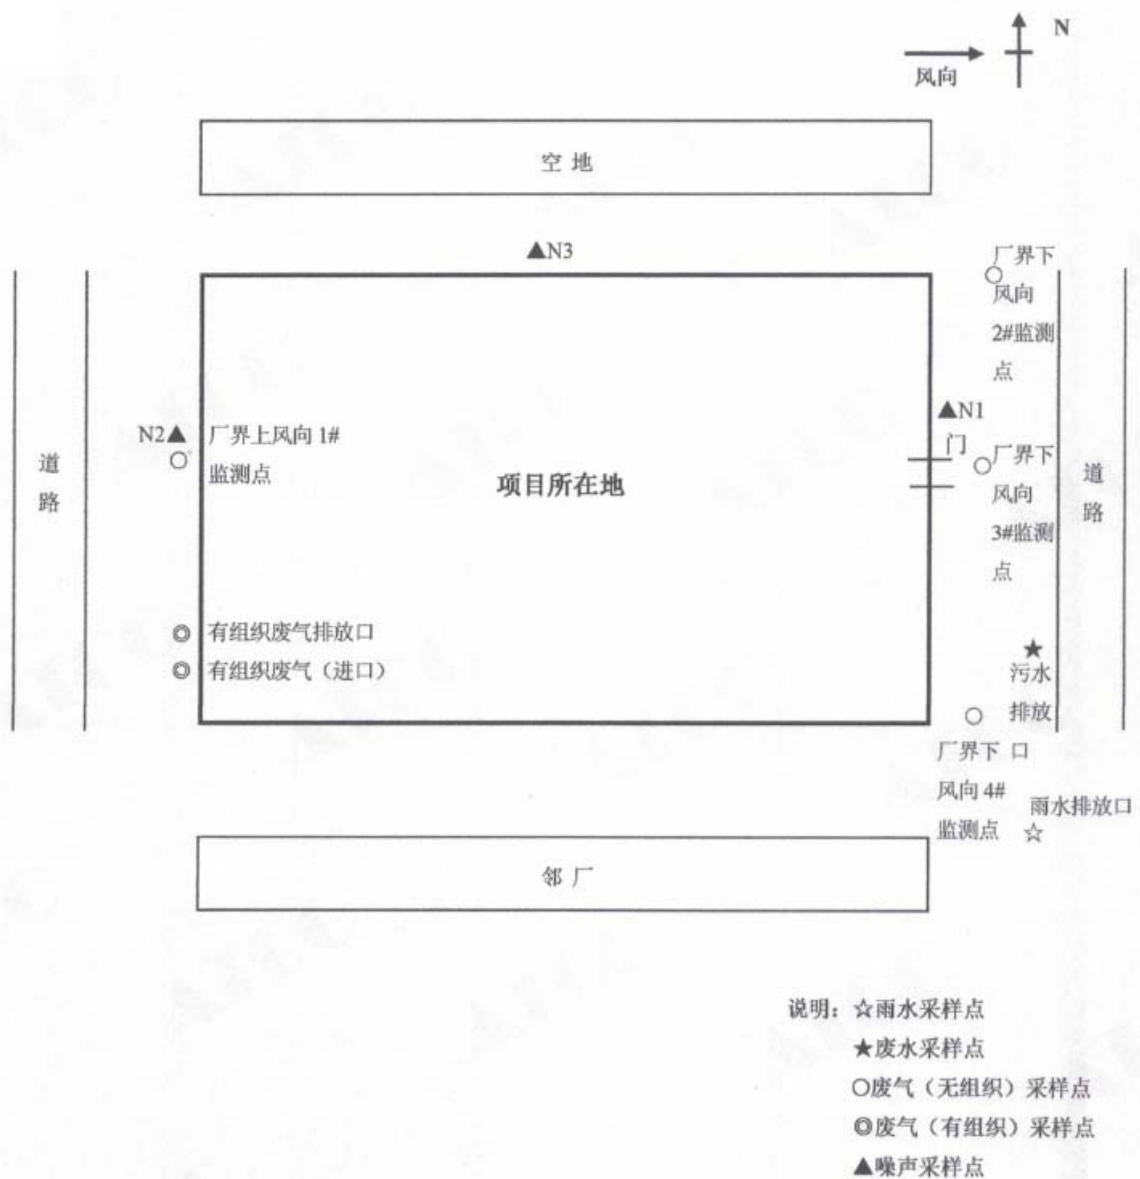 N
风向
空 地
▲N3
厂界下
风向
2#监测
点
▲N1
门
N2▲
厂界上风向 1#
监测点
道
路
项目所在地
厂界下
风向
3#监测
点
道
路
◎ 有组织废气排放口
◎ 有组织废气（进口）
★
污水
排放
口
厂界下
风向 4#
监测点
雨水排放口
☆
邻 厂
说明：☆雨水采样点
★废水采样点
○废气（无组织）采样点
◎废气（有组织）采样点
▲噪声采样点